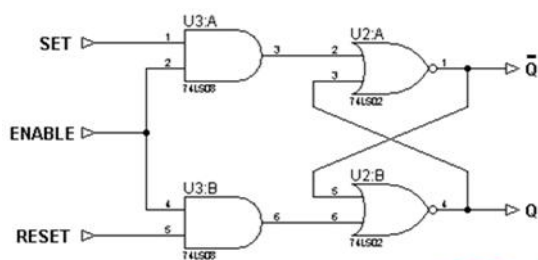 U3:A
U2:A
SET
1
2
3
2
3
1
Q̅
74LS08
74LS02
ENABLE
U3:B
U2:B
4
5
6
5
6
4
Q
RESET
74LS08
74LS02